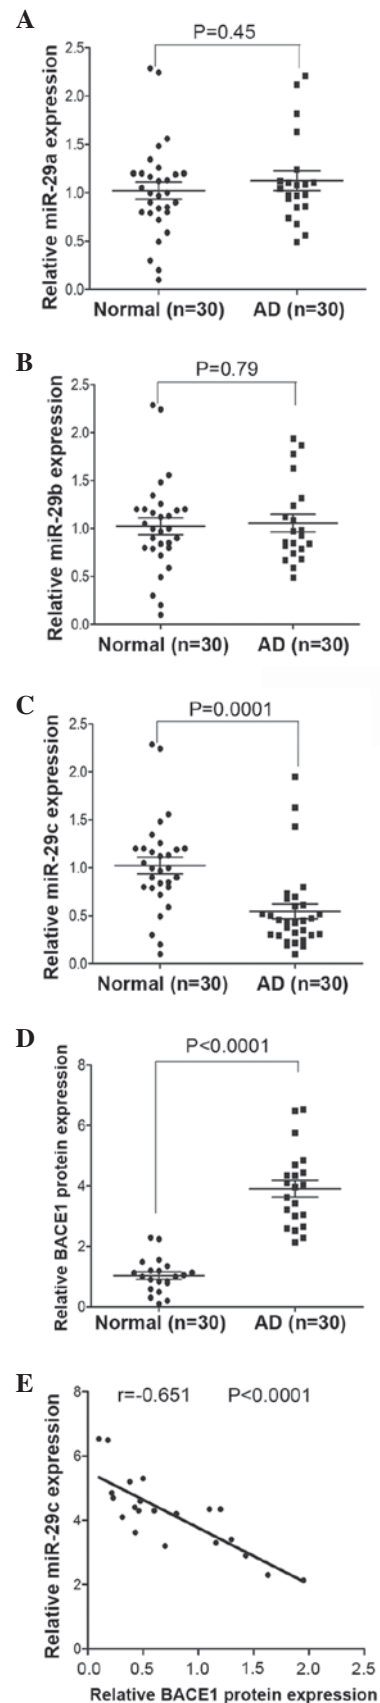 A
P=0.45
Relative miR-29a expression
2.5
2.0
1.5
1.0
0.5
0.0
Normal (n=30) AD (n=30)
B
P=0.79
Relative miR-29b expression
2.5
2.0
1.5
1.0
0.5
0.0
Normal (n=30) AD (n=30)
C
P=0.0001
Relative miR-29c expression
2.5
2.0
1.5
1.0
0.5
0.0
Normal (n=30) AD (n=30)
D
P<0.0001
Relative BACE1 protein expression
8
6
4
2
0
Normal (n=30) AD (n=30)
E
r=-0.651 P<0.0001
Relative miR-29c expression
8
6
4
2
0
0.0 0.5 1.0 1.5 2.0 2.5
Relative BACE1 protein expression